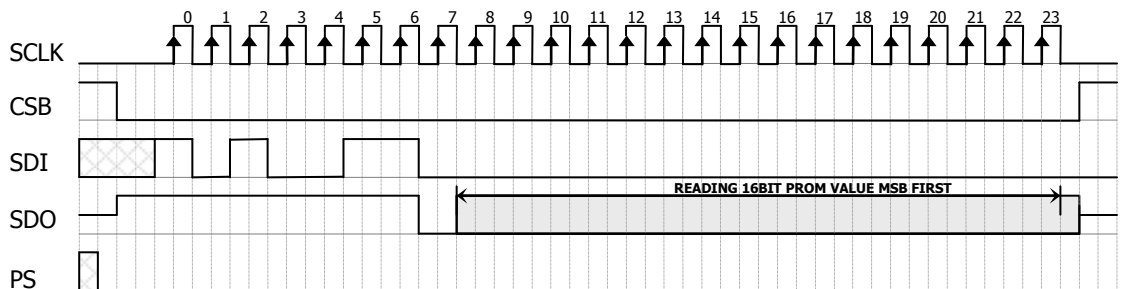 0 1 2 3 4 5 6 7 8 9 10 11 12 13 14 15 16 17 18 19 20 21 22 23
SCLK
CSB
SDI
READING 16BIT PROM VALUE MSB FIRST
SDO
PS